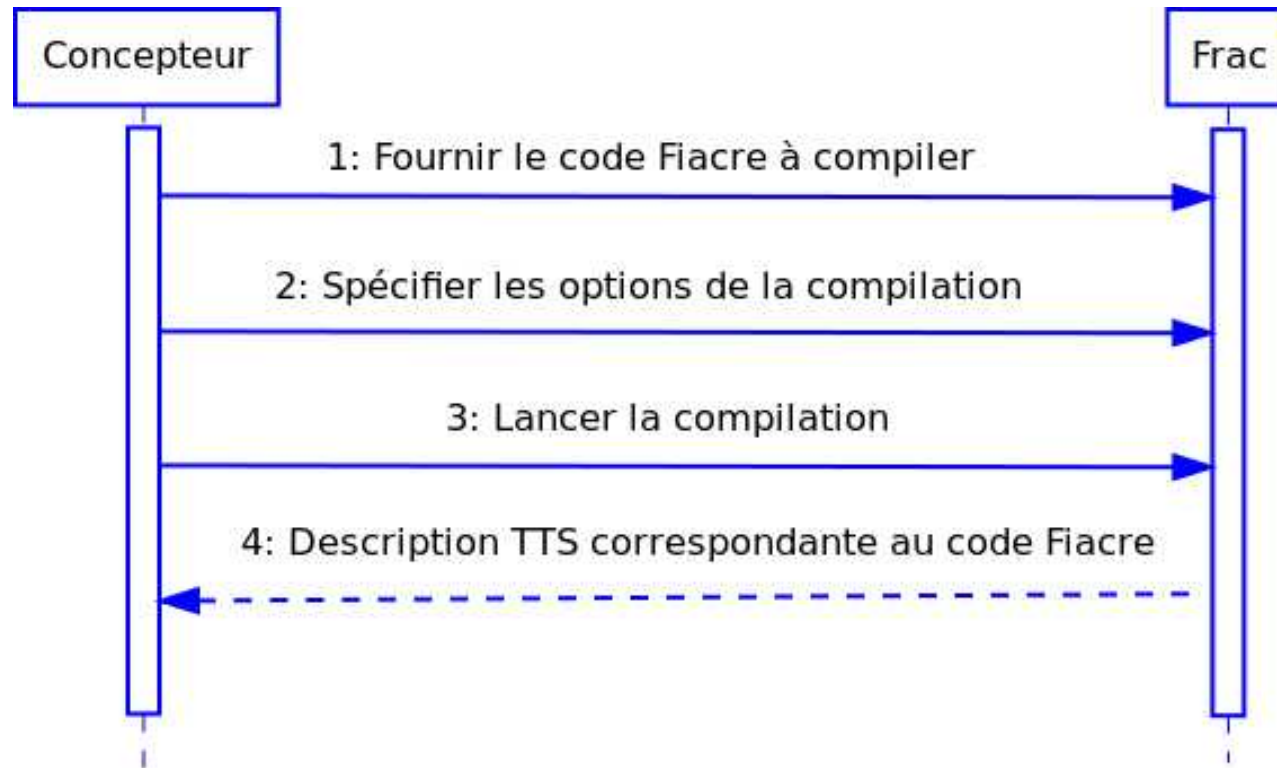 Concepteur
Frac
1: Fournir le code Fiacre à compiler
2: Spécifier les options de la compilation
3: Lancer la compilation
4: Description TTS correspondante au code Fiacre